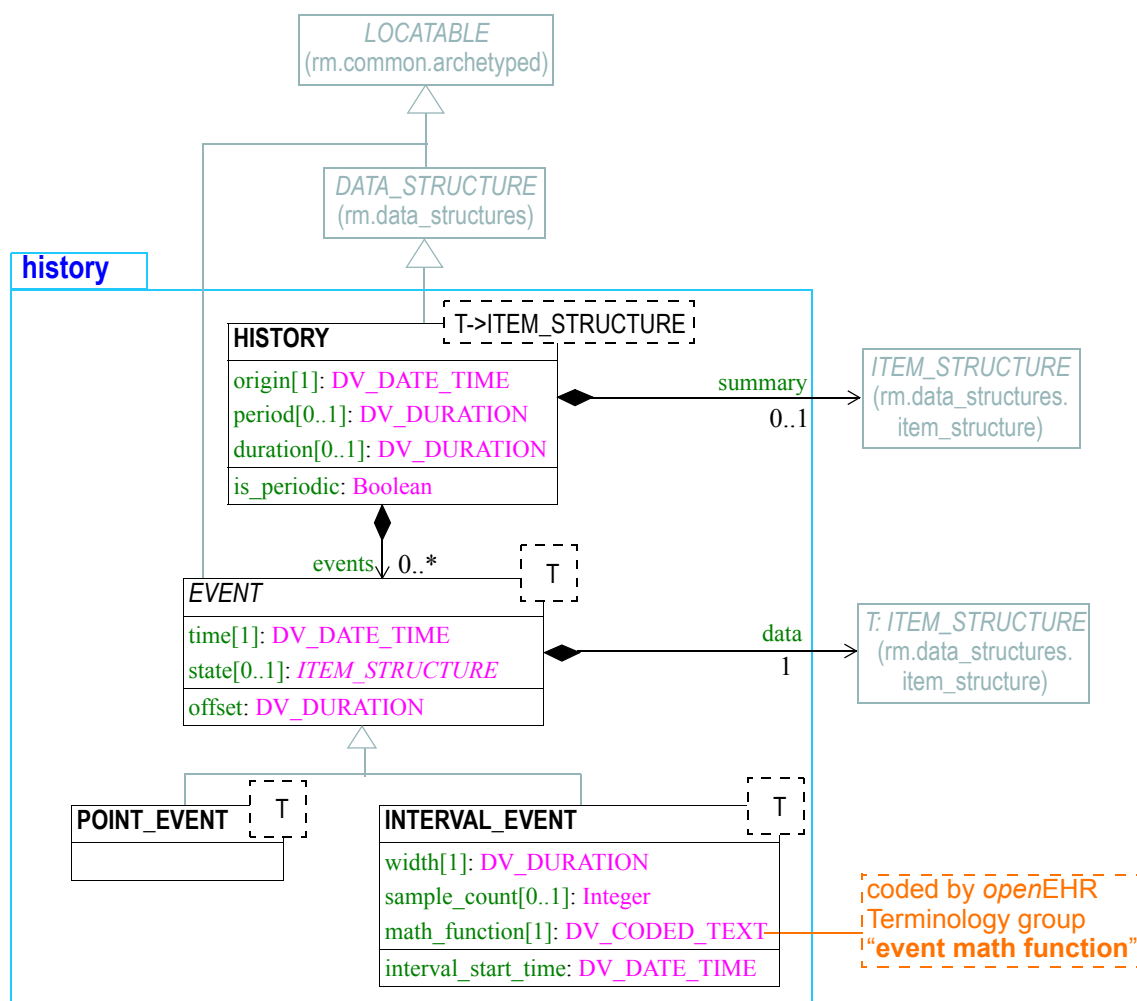 LOCATABLE
(rm.common.archetyped)
DATA_STRUCTURE
(rm.data_structures)
history
T->ITEM_STRUCTURE
HISTORY
origin[1]: DV_DATE_TIME
period[0..1]: DV_DURATION
duration[0..1]: DV_DURATION
is_periodic: Boolean
summary
0..1
ITEM_STRUCTURE
(rm.data_structures.
item_structure)
events
0..*
T
EVENT
time[1]: DV_DATE_TIME
state[0..1]: ITEM_STRUCTURE
offset: DV_DURATION
data
1
T: ITEM_STRUCTURE
(rm.data_structures.
item_structure)
T
POINT_EVENT
T
INTERVAL_EVENT
width[1]: DV_DURATION
sample_count[0..1]: Integer
math_function[1]: DV_CODED_TEXT
interval_start_time: DV_DATE_TIME
coded by openEHR
Terminology group
“event math function”